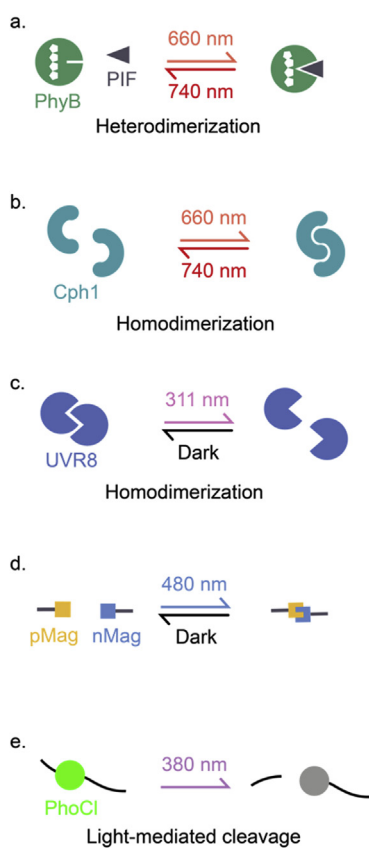 a.
660 nm
PhyB
PIF
740 nm
Heterodimerization
b.
660 nm
740 nm
Cph1
Homodimerization
c.
311 nm
Dark
UVR8
Homodimerization
d.
480 nm
pMag nMag
Dark
e.
380 nm
PhoCl
Light-mediated cleavage